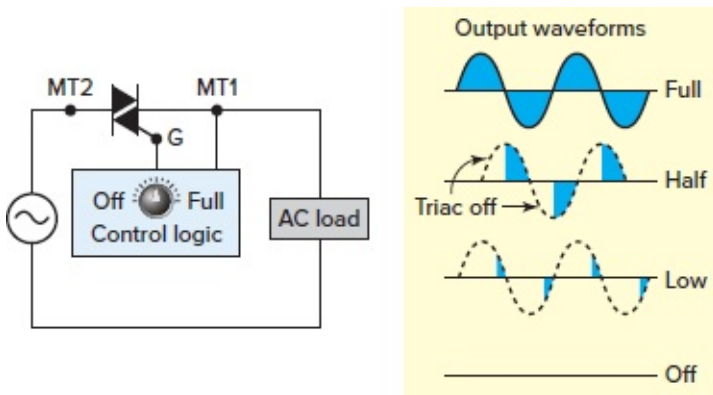 MT2 MT1
G
Off Full
Control logic
AC load
Output waveforms
Full
Half
Triac off
Low
Off